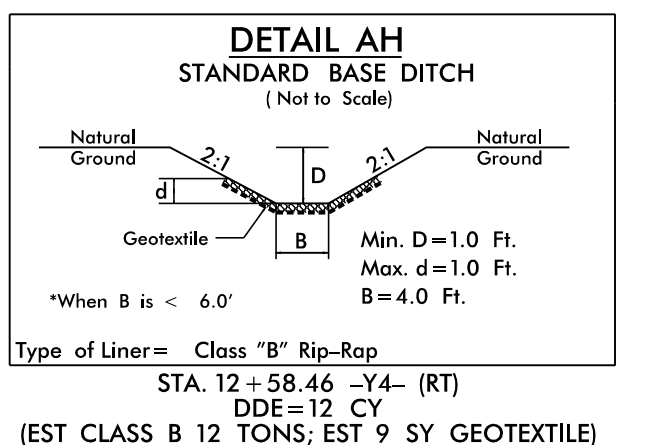 DETAIL AH
STANDARD BASE DITCH
( Not to Scale)
Natural
Ground
2:1
D
2:1
Natural
Ground
d
Geotextile
B
Min. D=1.0 Ft.
Max. d=1.0 Ft.
B=4.0 Ft.
*When B is < 6.0'
Type of Liner= Class "B" Rip-Rap
STA. 12+58.46 -Y4- (RT)
DDE=12 CY
(EST CLASS B 12 TONS; EST 9 SY GEOTEXTILE)